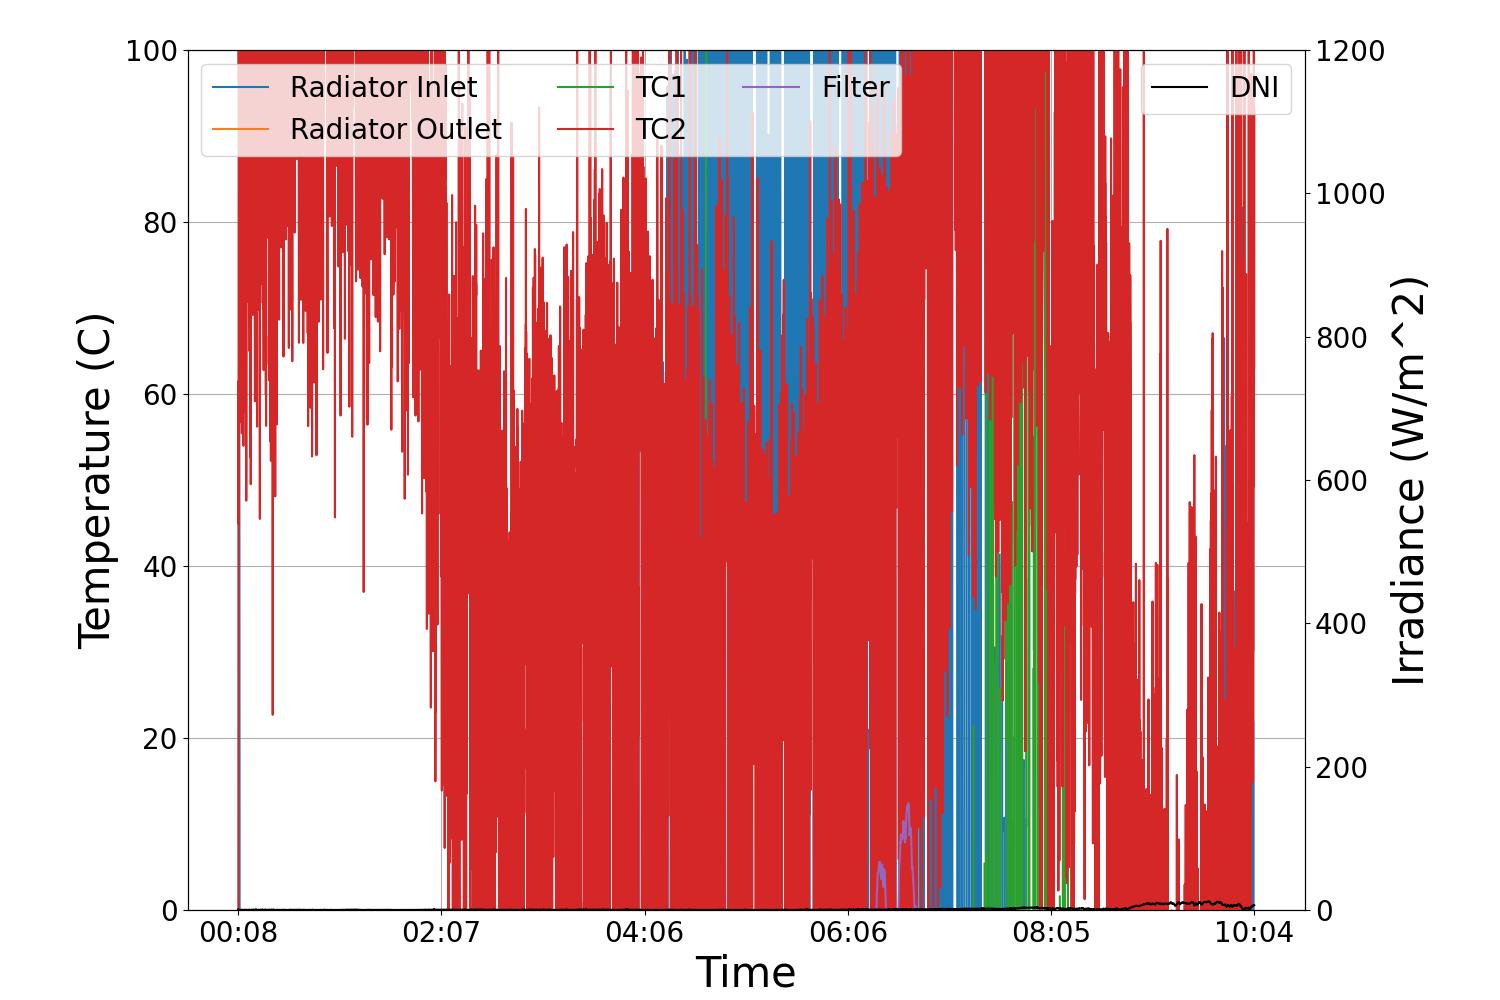 100
80
60
40
20
0
Temperature (C)
Radiator Inlet
Radiator Outlet
TC1
TC2
Filter
DNI
1200
1000
800
600
400
200
0
Irradiance (W/m^2)
00:08
02:07
04:06
06:06
08:05
10:04
Time